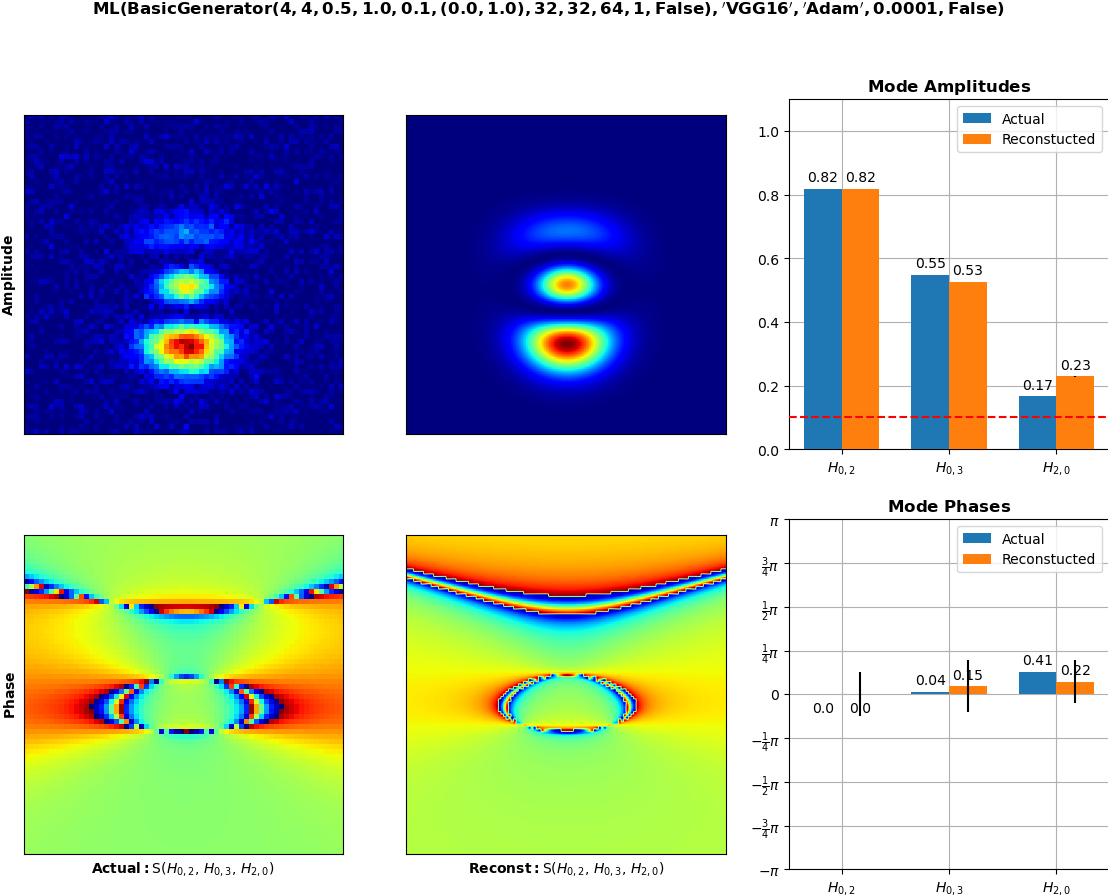 ML(BasicGenerator(4, 4, 0.5, 1.0, 0.1, (0.0, 1.0), 32, 32, 64, 1, False), ′VGG16′, ′Adam′, 0.0001, False)
Amplitude
Mode Amplitudes
Actual
Reconstucted
1.0
0.8
0.6
0.4
0.2
0.0
0.82 0.82
0.55 0.53
0.17 0.23
H0,2 H0,3 H2,0
Phase
Actual: S(H0,2, H0,3, H2,0)
Reconst: S(H0,2, H0,3, H2,0)
Mode Phases
Actual
Reconstucted
π
3/4π
1/2π
1/4π
0
−1/4π
−1/2π
−3/4π
−π
0.0 0.0
0.04 0.15
0.41 0.22
H0,2 H0,3 H2,0